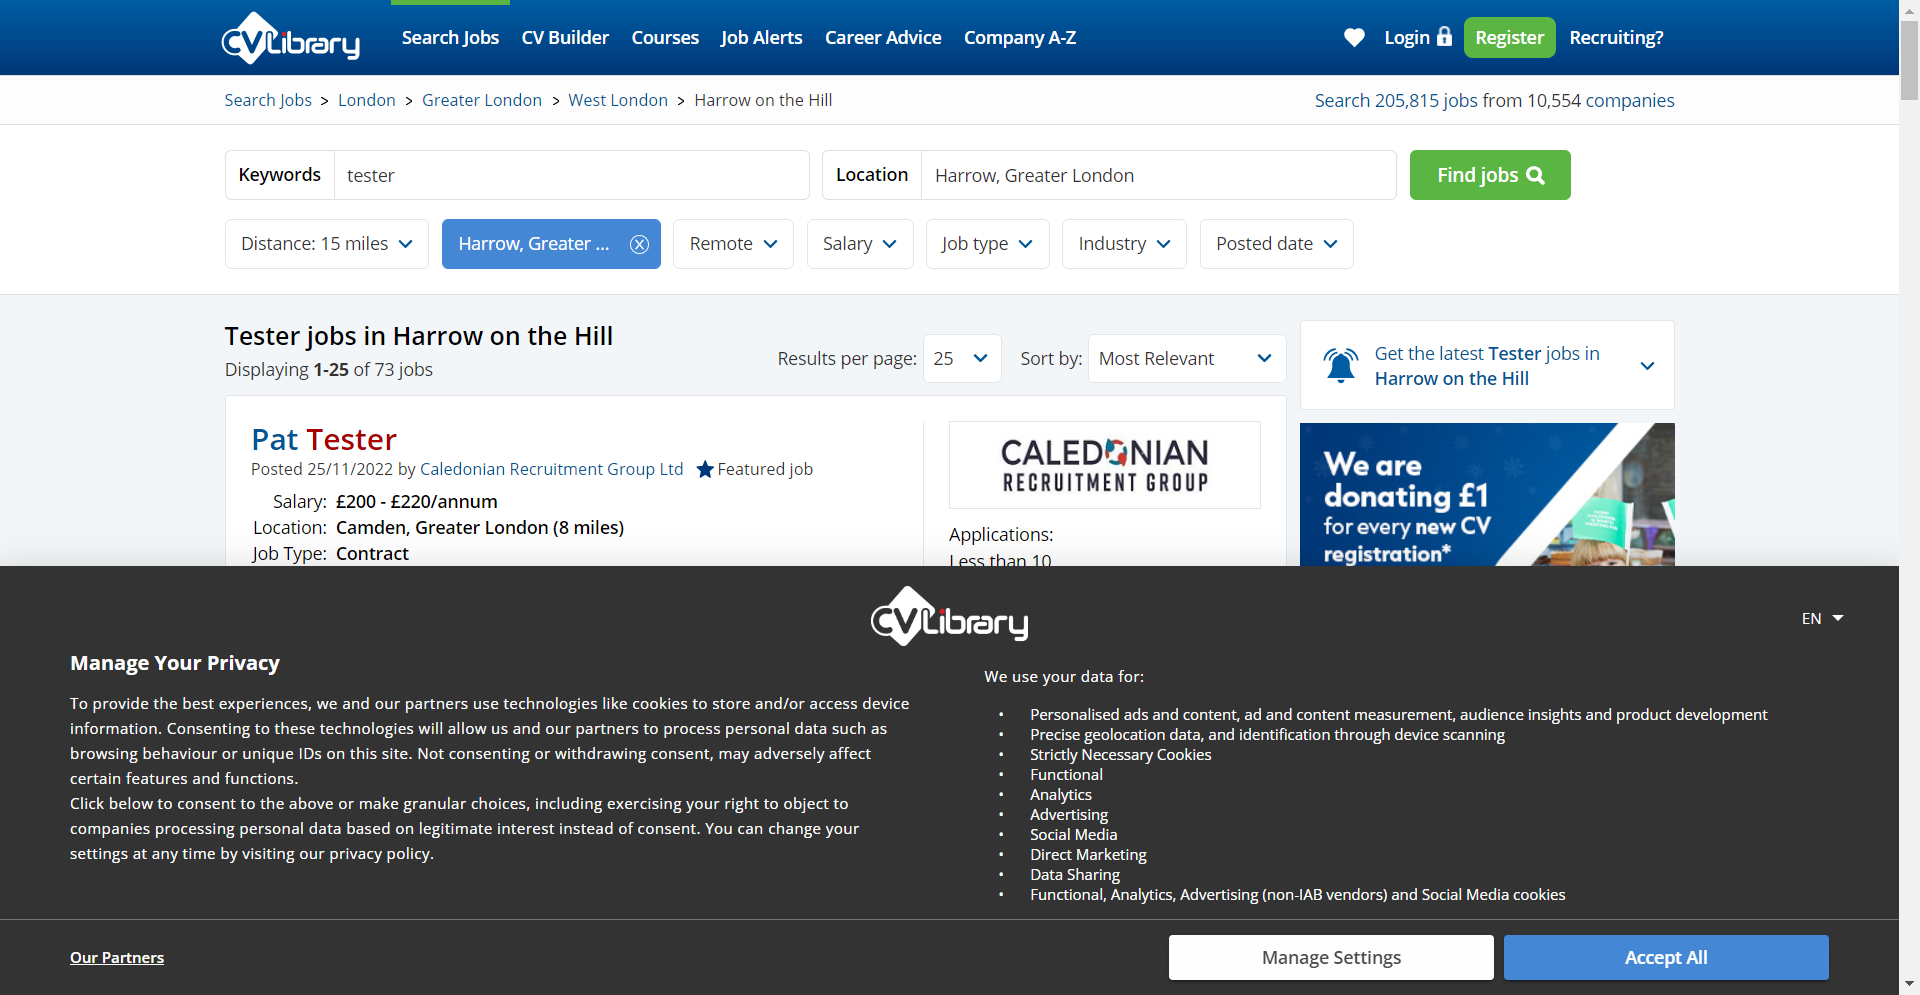 CVLibrary
Search Jobs CV Builder Courses Job Alerts Career Advice Company A-Z
Login Register Recruiting?
Search Jobs > London > Greater London > West London > Harrow on the Hill
Search 205,815 jobs from 10,554 companies
Keywords tester
Location Harrow, Greater London
Find jobs
Distance: 15 miles
Harrow, Greater ...
Remote
Salary
Job type
Industry
Posted date
Tester jobs in Harrow on the Hill
Displaying 1-25 of 73 jobs
Results per page: 25
Sort by: Most Relevant
Get the latest Tester jobs in
Harrow on the Hill
Pat Tester
Posted 25/11/2022 by Caledonian Recruitment Group Ltd Featured job
Salary: £200 - £220/annum
Location: Camden, Greater London (8 miles)
Job Type: Contract
CALEDONIAN
RECRUITMENT GROUP
Applications:
Less than 10
We are
donating £1
for every new CV
registration*
CVLibrary
EN
Manage Your Privacy
To provide the best experiences, we and our partners use technologies like cookies to store and/or access device
information. Consenting to these technologies will allow us and our partners to process personal data such as
browsing behaviour or unique IDs on this site. Not consenting or withdrawing consent, may adversely affect
certain features and functions.
Click below to consent to the above or make granular choices, including exercising your right to object to
companies processing personal data based on legitimate interest instead of consent. You can change your
settings at any time by visiting our privacy policy.
We use your data for:
• Personalised ads and content, ad and content measurement, audience insights and product development
• Precise geolocation data, and identification through device scanning
• Strictly Necessary Cookies
• Functional
• Analytics
• Advertising
• Social Media
• Direct Marketing
• Data Sharing
• Functional, Analytics, Advertising (non-IAB vendors) and Social Media cookies
Our Partners
Manage Settings
Accept All